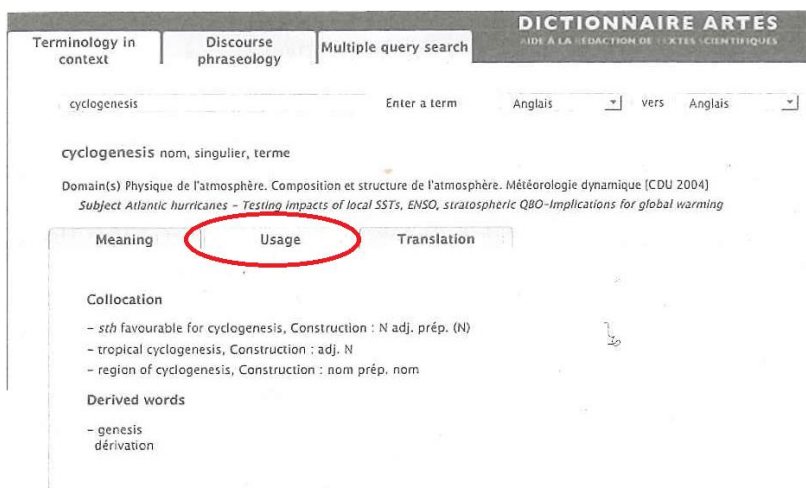 DICTIONNAIRE ARTES
AIDE À LA RÉDACTION DE TEXTES SCIENTIFIQUES
Terminology in
context
Discourse
phraseology
Multiple query search
cyclogenesis
Enter a term
Anglais
vers
Anglais
cyclogenesis nom, singulier, terme
Domain(s) Physique de l'atmosphère. Composition et structure de l'atmosphère. Météorologie dynamique [CDU 2004]
Subject Atlantic hurricanes – Testing impacts of local SSTs, ENSO, stratospheric QBO-Implications for global warming
Meaning
Usage
Translation
Collocation
– sth favourable for cyclogenesis, Construction : N adj. prép. (N)
– tropical cyclogenesis, Construction : adj. N
– region of cyclogenesis, Construction : nom prép. nom
Derived words
– genesis
dérivation